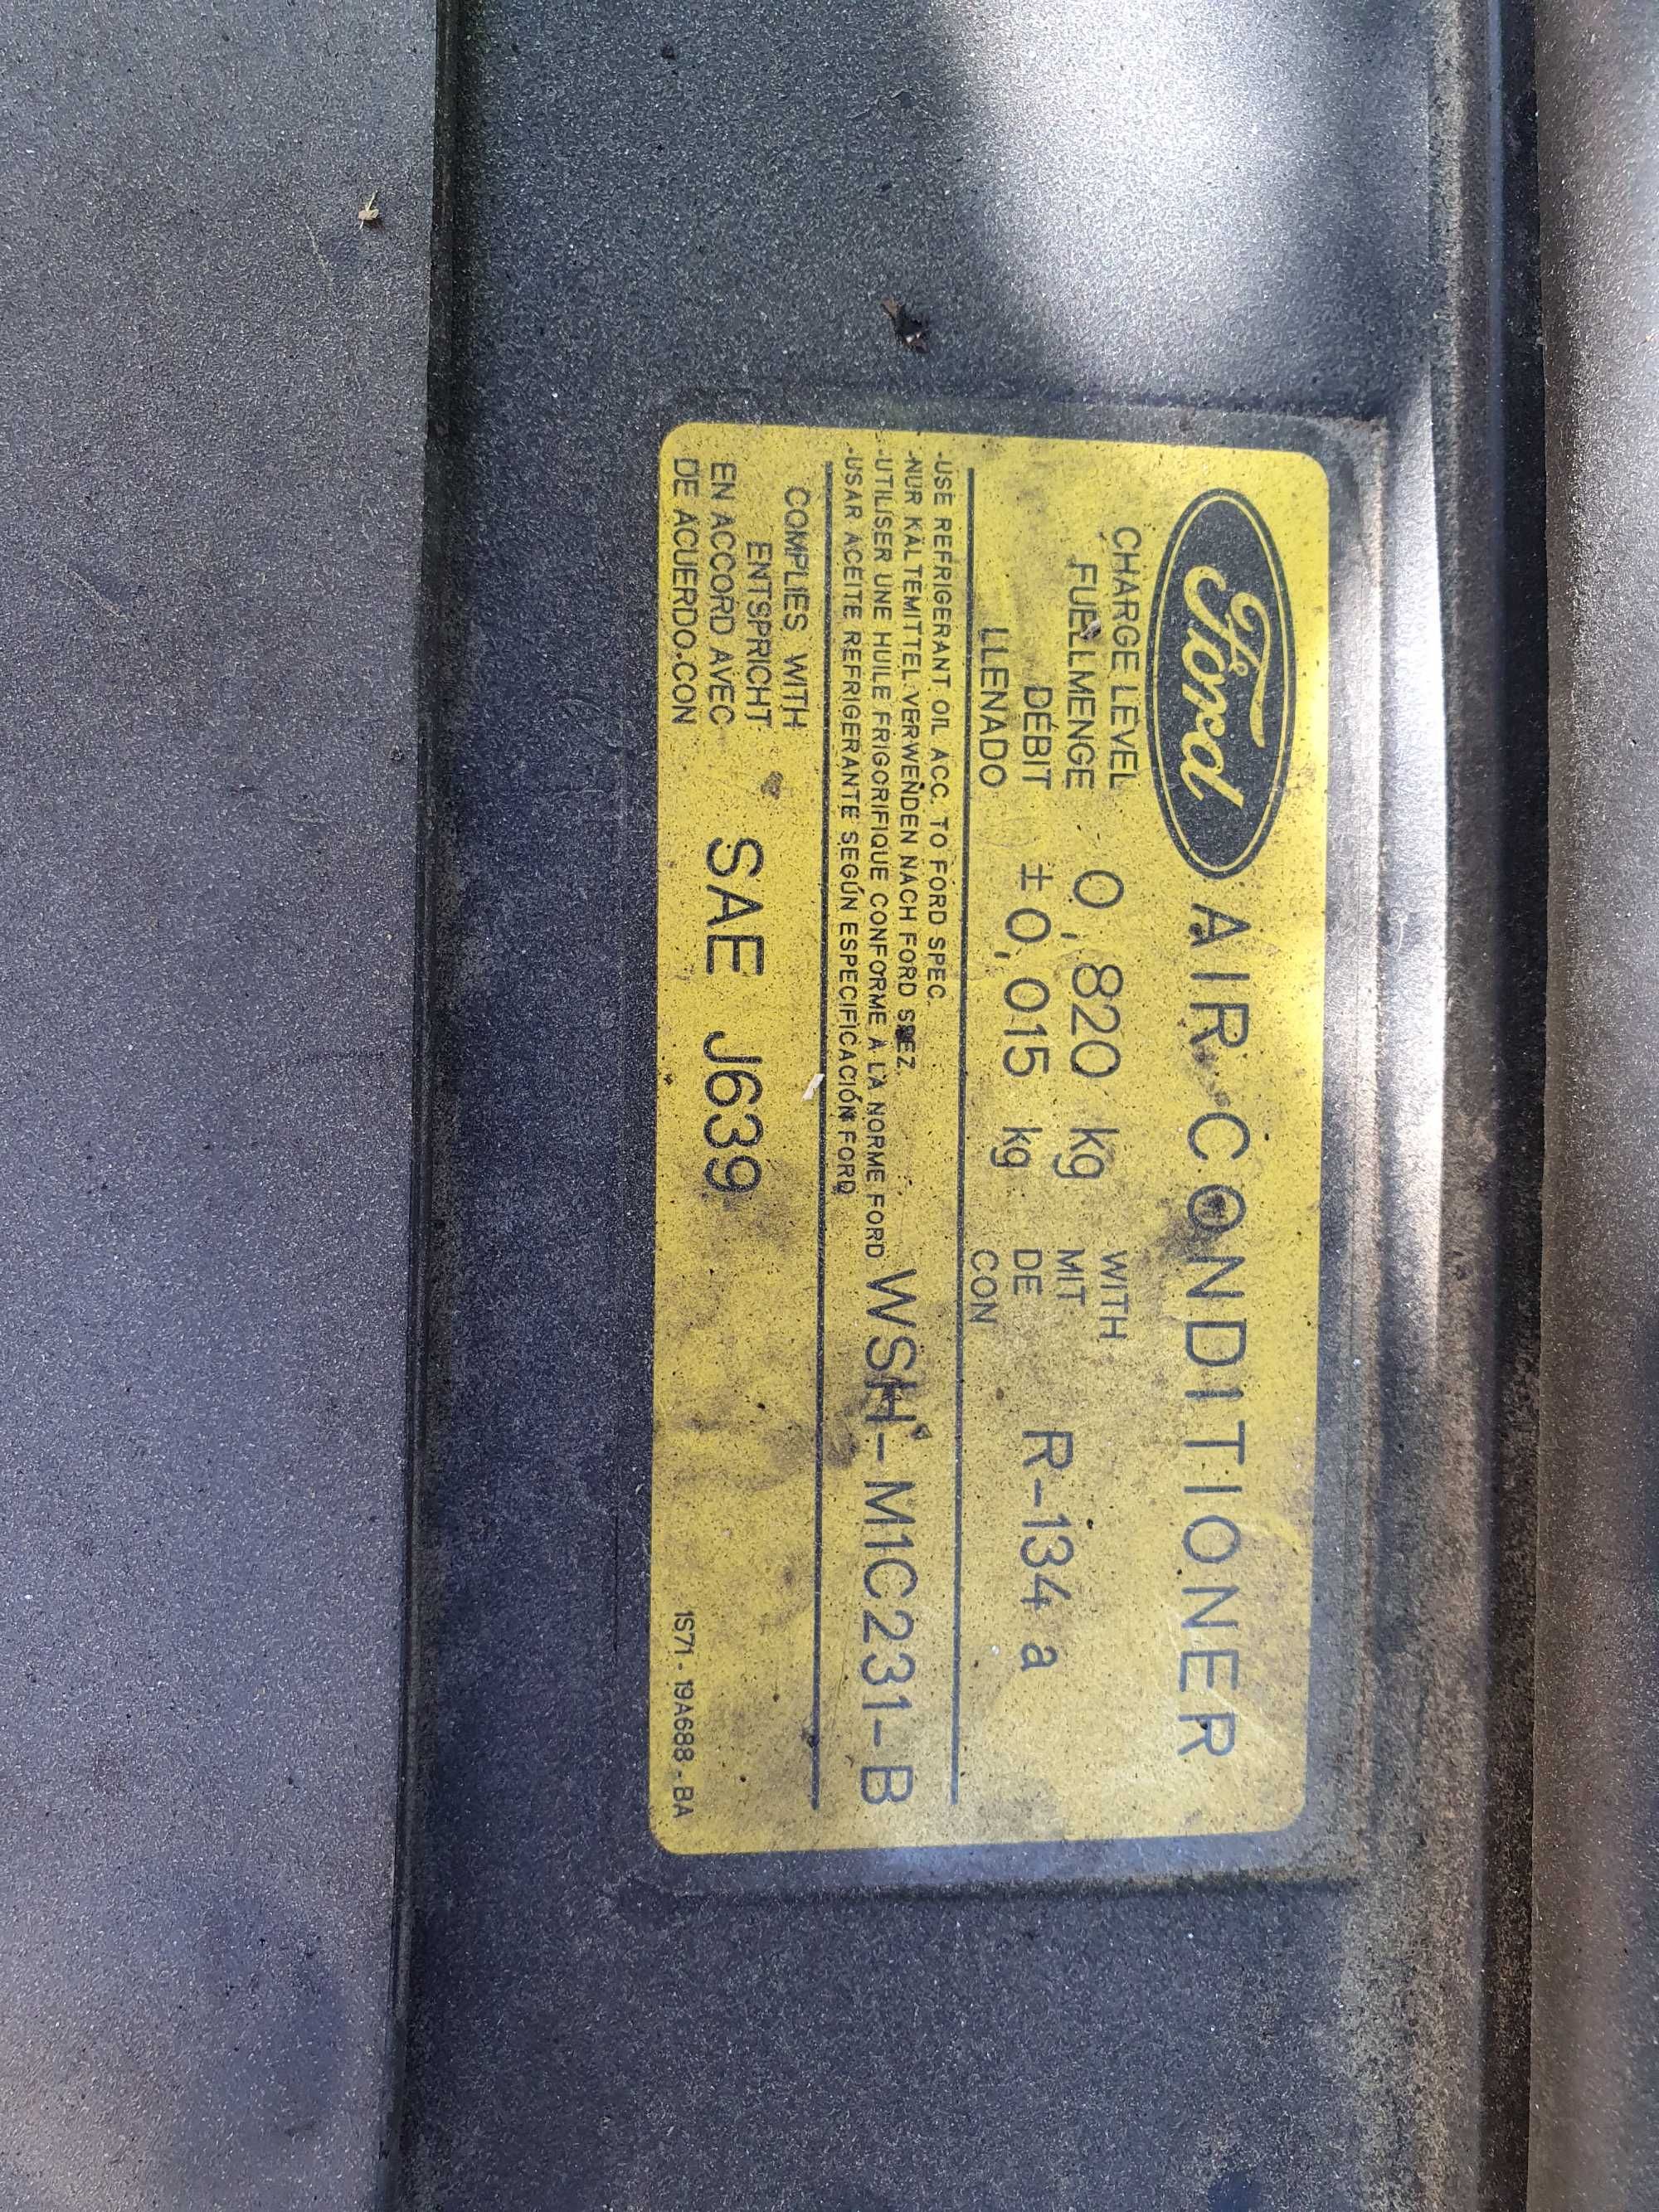 Ford AIR CONDITIONER
CHARGE LEVEL
FUELLMENGE
DÉBIT
LLENADO
0,820 kg
±0,015 kg
WITH
MIT
DE
CON
R-134 a
-USE REFRIGERANT OIL ACC. TO FORD SPEC.
-NUR KÄLTEMITTEL VERWENDEN NACH FORD SPEZ.
-UTILISER UNE HUILE FRIGORIFIQUE CONFORME À LA NORME FORD
-USAR ACEITE REFRIGERANTE SEGÚN ESPECIFICACIÓN FORD
WSH-M1C231-B
COMPLIES WITH
ENTSPRICHT
EN ACCORD AVEC
DE ACUERDO.CON
SAE J639
1S71-19A688-BA